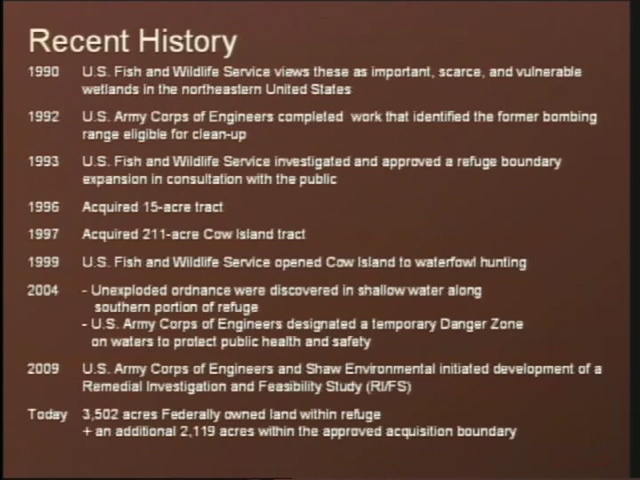 Recent History
1990 U.S. Fish and Wildlife Service views these as important, scarce, and vulnerable
wetlands in the northeastern United States
1992 U.S. Army Corps of Engineers completed work that identified the former bombing
range eligible for clean-up
1993 U.S. Fish and Wildlife Service investigated and approved a refuge boundary
expansion in consultation with the public
1996 Acquired 15-acre tract
1997 Acquired 211-acre Cow Island tract
1999 U.S. Fish and Wildlife Service opened Cow Island to waterfowl hunting
2004 - Unexploded ordnance were discovered in shallow water along
southern portion of refuge
- U.S. Army Corps of Engineers designated a temporary Danger Zone
on waters to protect public health and safety
2009 U.S. Army Corps of Engineers and Shaw Environmental initiated development of a
Remedial Investigation and Feasibility Study (RI/FS)
Today 3,502 acres Federally owned land within refuge
+ an additional 2,119 acres within the approved acquisition boundary